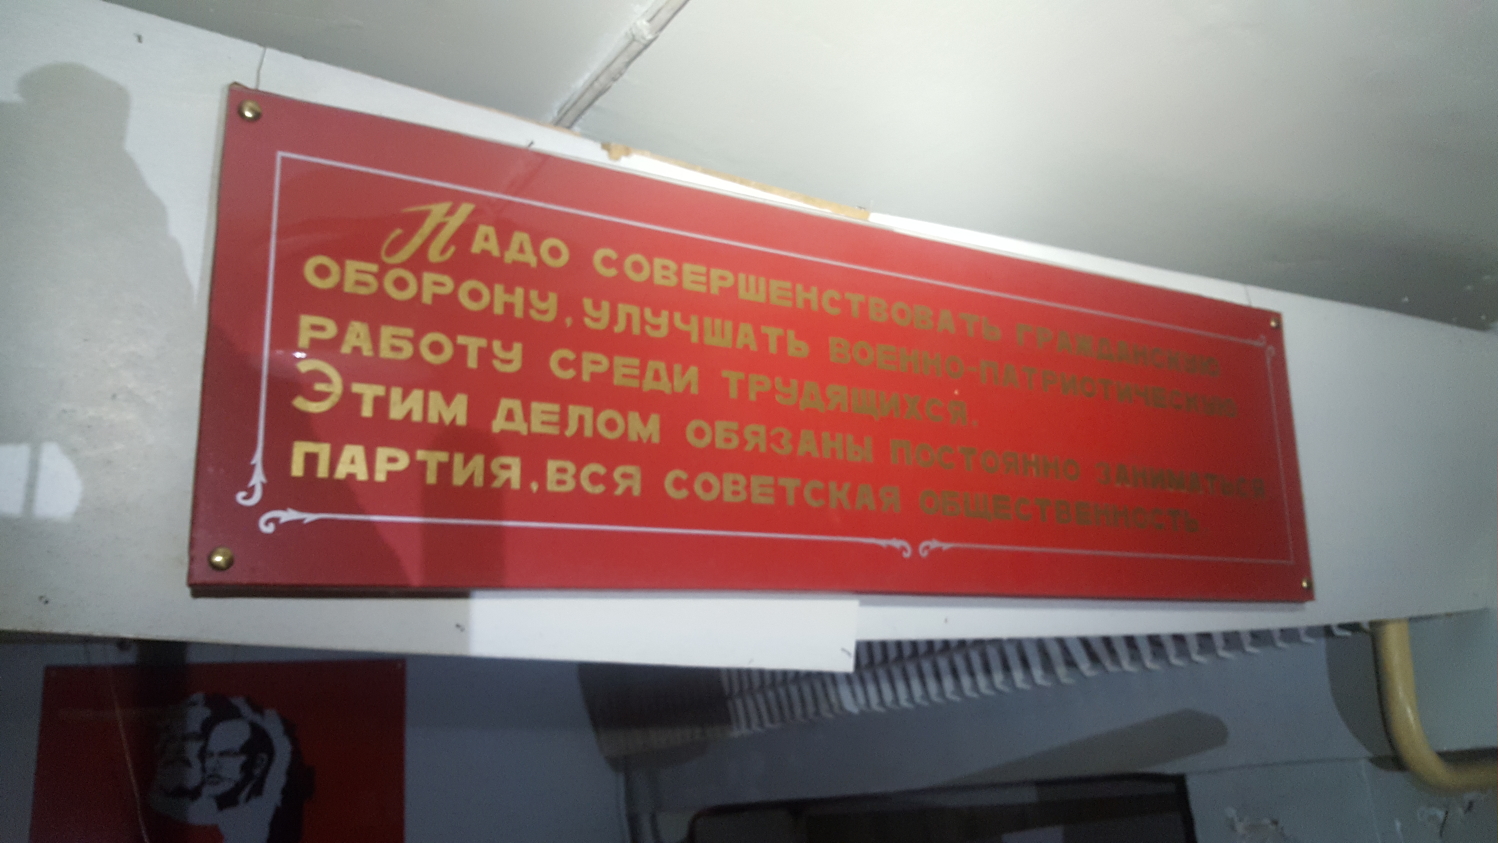 Надо совершенствовать гражданскую
оборону, улучшать военно-патриотическую
работу среди трудящихся.
Этим делом обязаны постоянно заниматься
партия, вся советская общественность